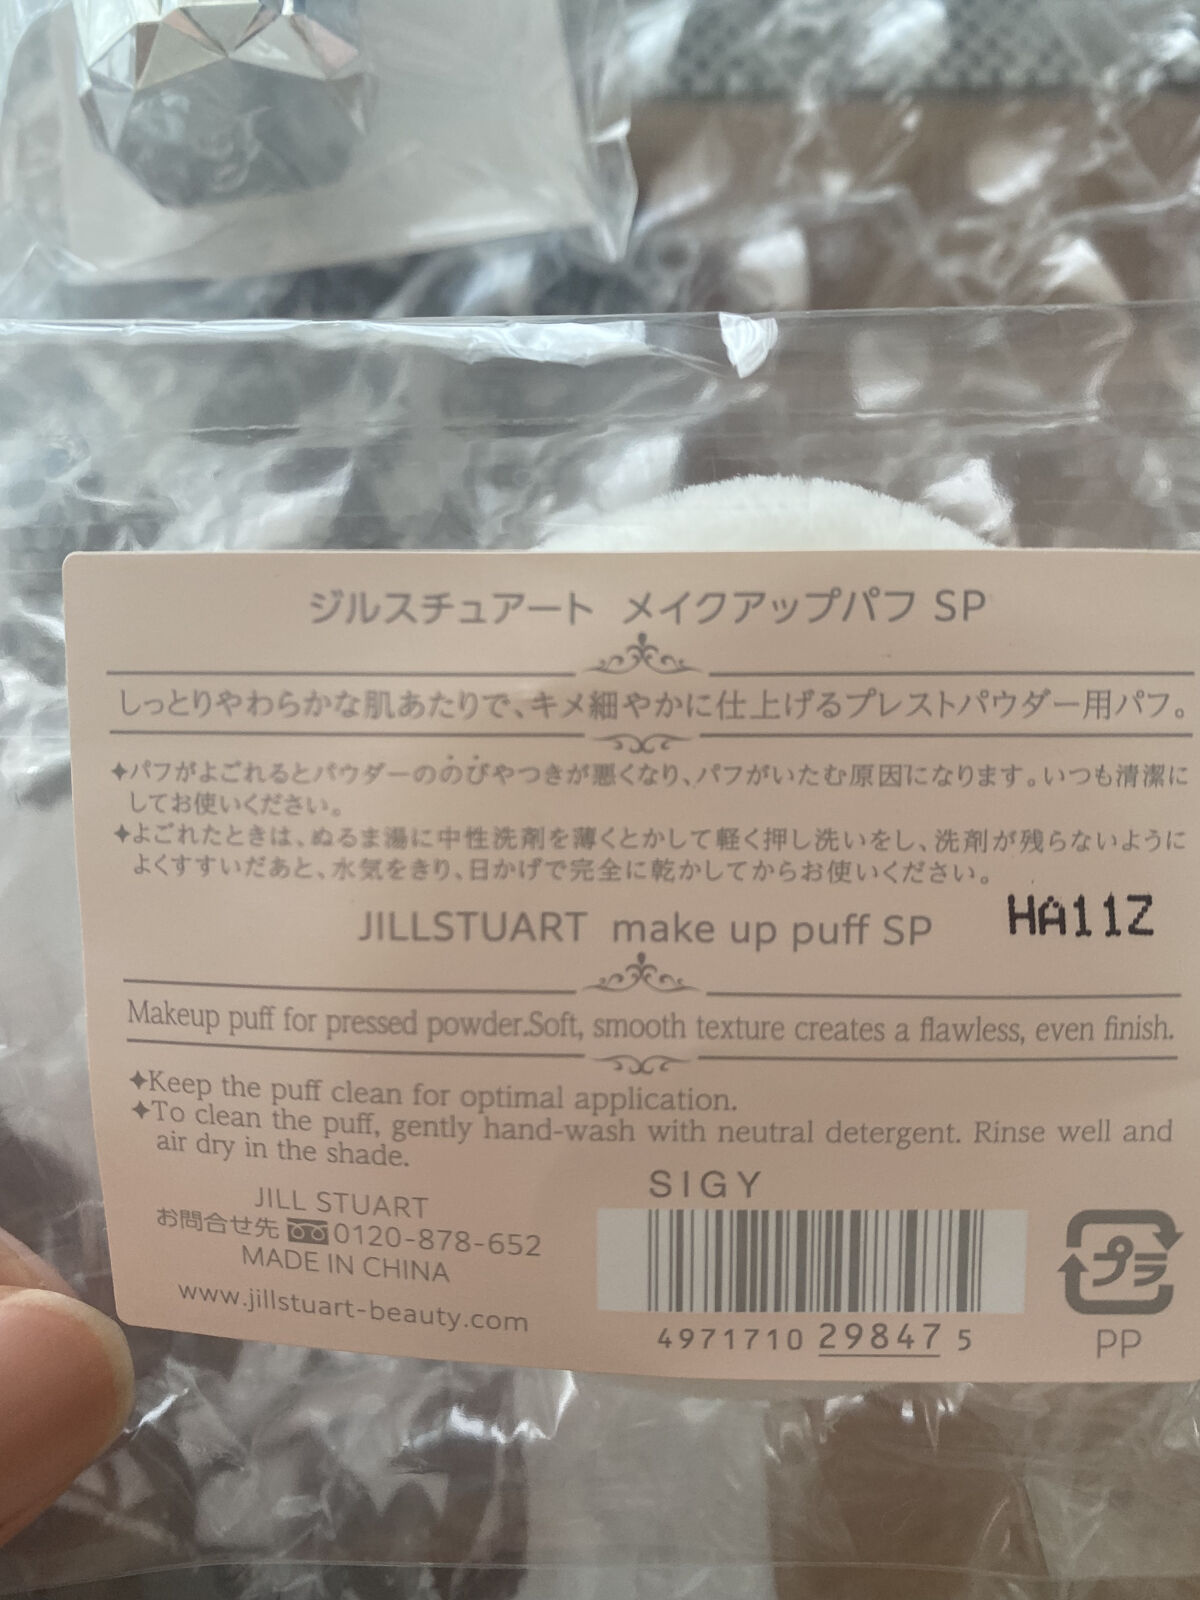 ジルスチュアート メイクアップパフ SP
しっとりやわらかな肌あたりで、キメ細やかに仕上げるプレストパウダー用パフ。
✦パフがよごれるとパウダーののびやつきが悪くなり、パフがいたむ原因になります。いつも清潔に
してお使いください。
✦よごれたときは、ぬるま湯に中性洗剤を薄くとかして軽く押し洗いをし、洗剤が残らないように
よくすすいだあと、水気をきり、日かげで完全に乾かしてからお使いください。
JILLSTUART make up puff SP HA11Z
Makeup puff for pressed powder.Soft, smooth texture creates a flawless, even finish.
✦Keep the puff clean for optimal application.
✦To clean the puff, gently hand-wash with neutral detergent. Rinse well and
air dry in the shade.
JILL STUART
お問合せ先 0120-878-652
MADE IN CHINA
www.jillstuart-beauty.com
SIGY
4971710 29847 5
プラ
PP